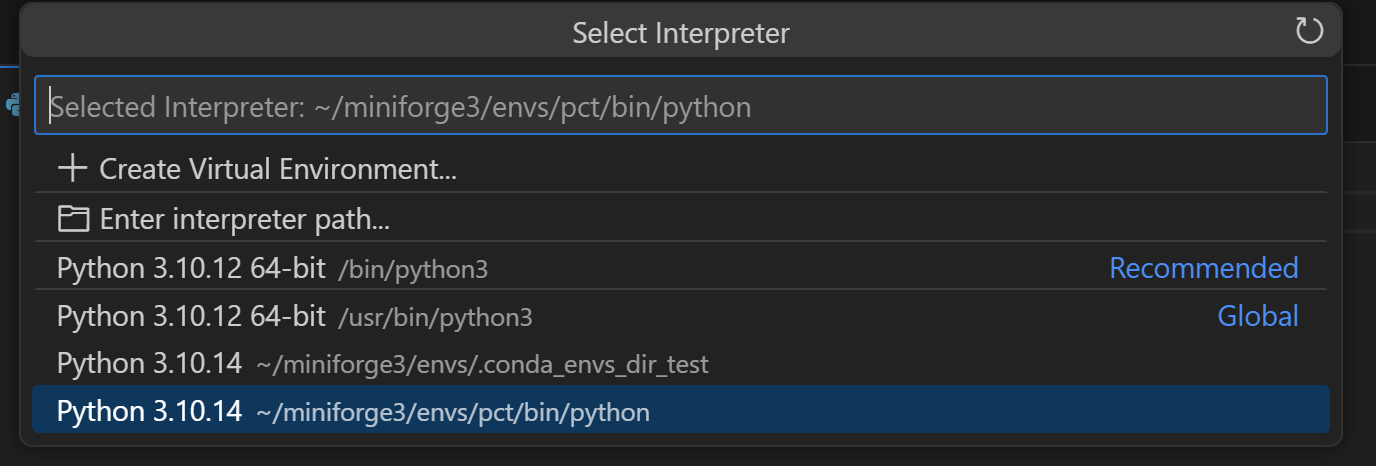 Select Interpreter
Selected Interpreter: ~/miniforge3/envs/pct/bin/python
Create Virtual Environment...
Enter interpreter path...
Python 3.10.12 64-bit /bin/python3 Recommended
Python 3.10.12 64-bit /usr/bin/python3 Global
Python 3.10.14 ~/miniforge3/envs/.conda_envs_dir_test
Python 3.10.14 ~/miniforge3/envs/pct/bin/python